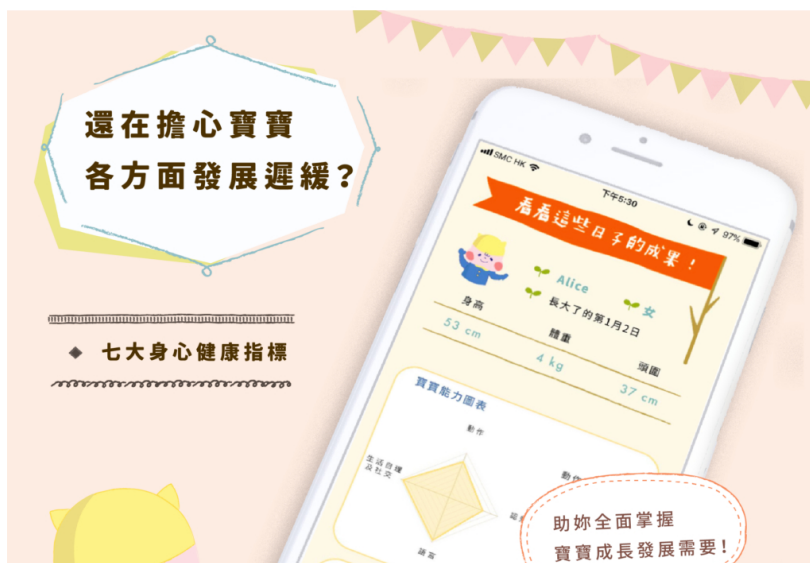 還在擔心寶寶
各方面發展遲緩?
◆ 七大身心健康指標
SMC HK
下午5:30
97%
看看這些日子的成果!
Alice
女
長大了的第1月2日
身高
體重
頭圍
53 cm
4 kg
37 cm
寶寶能力圖表
動作
生活自理
及社交
語言
動作
助妳全面掌握
寶寶成長發展需要!